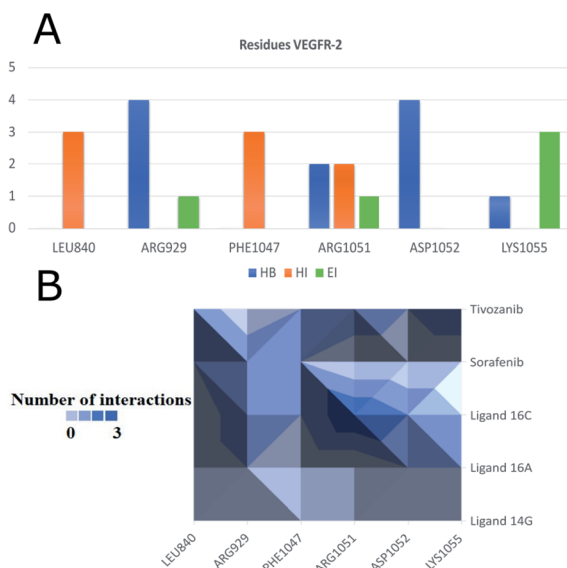 A
Residues VEGFR-2
5
4
3
2
1
0
LEU840 ARG929 PHE1047 ARG1051 ASP1052 LYS1055
HB HI EI
B
Tivozanib
Sorafenib
Number of interactions
0 3
Ligand 16C
Ligand 16A
Ligand 14G
LEU840 ARG929 PHE1047 ARG1051 ASP1052 LYS1055